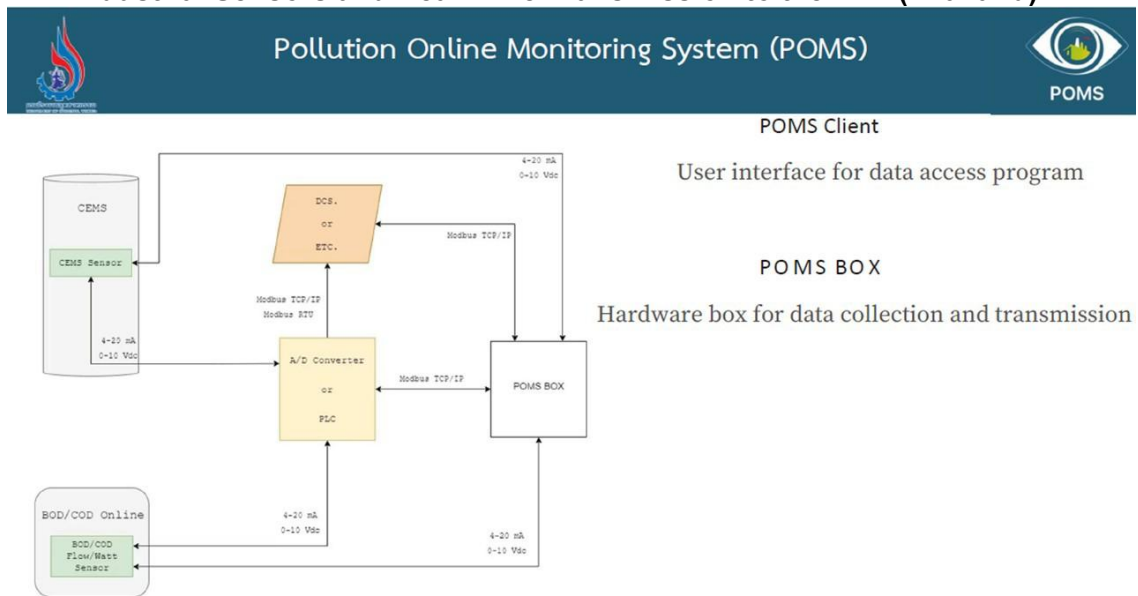 Pollution Online Monitoring System (POMS)
POMS
POMS Client
User interface for data access program
POMS BOX
Hardware box for data collection and transmission
4-20 mA
0-10 Vdc
CEMS
CEMS Sensor
DCS.
or
ETC.
Modbus TCP/IP
Modbus TCP/IP
Modbus RTU
4-20 mA
0-10 Vdc
A/D Converter
or
PLC
Modbus TCP/IP
POMS BOX
BOD/COD Online
BOD/COD
Flow/Watt
Sensor
4-20 mA
0-10 Vdc
4-20 mA
0-10 Vdc